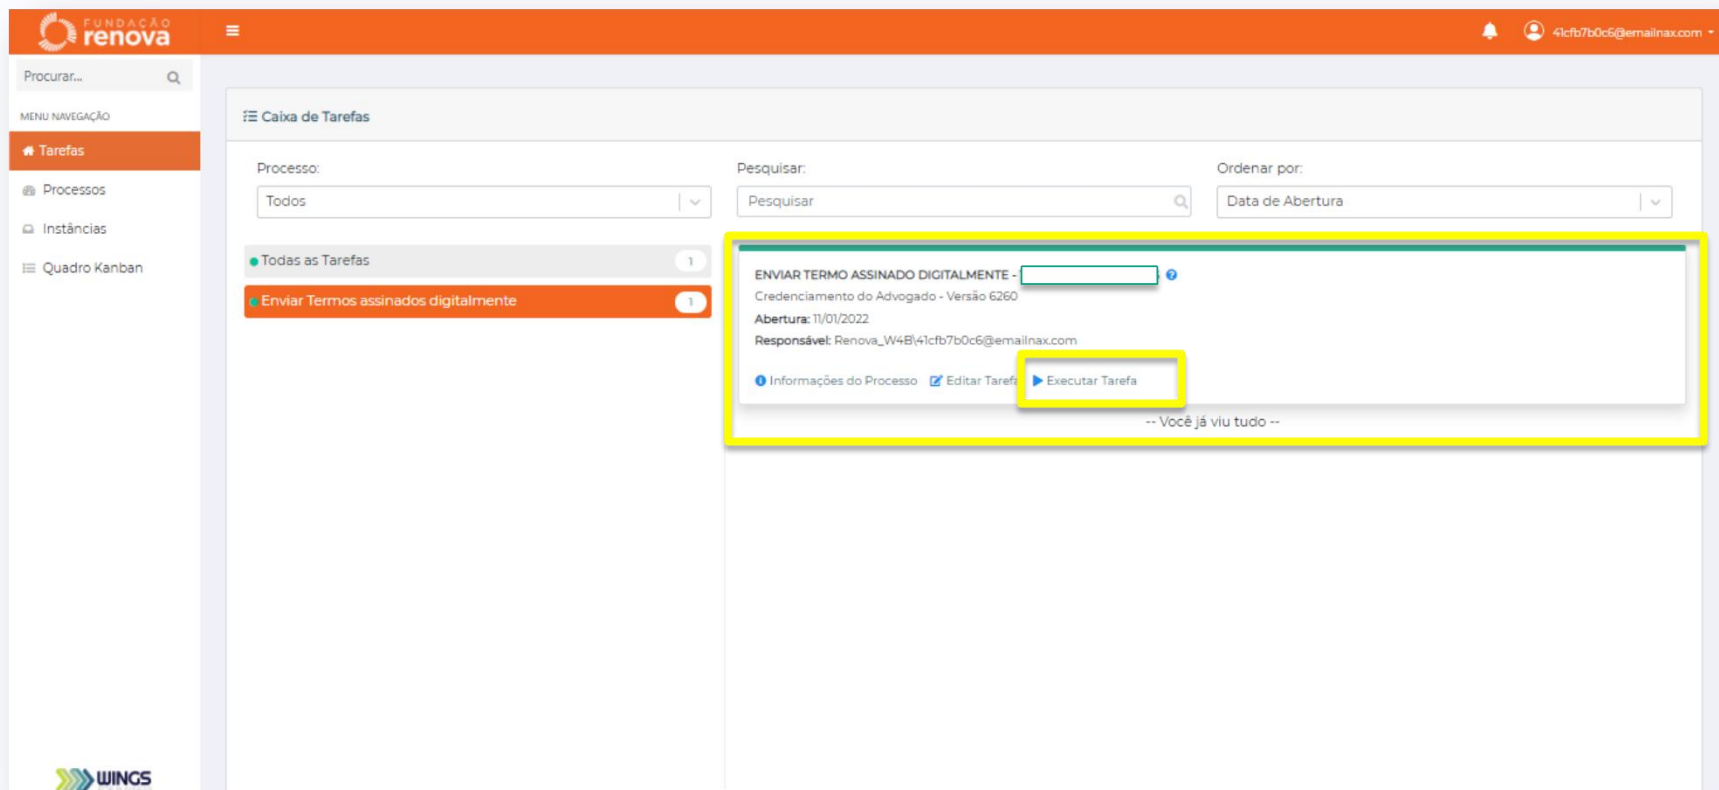 FUNDAÇÃO
renova
41cfb7b0c6@emailnax.com
Procurar...
MENU NAVEGAÇÃO
Tarefas
Processos
Instâncias
Quadro Kanban
Caixa de Tarefas
Processo:
Todos
Pesquisar:
Pesquisar
Ordenar por:
Data de Abertura
Todas as Tarefas 1
Enviar Termos assinados digitalmente 1
ENVIAR TERMO ASSINADO DIGITALMENTE -
Credenciamento do Advogado - Versão 6260
Abertura: 11/01/2022
Responsável: Renova_W4B\41cfb7b0c6@emailnax.com
Informações do Processo Editar Tarefa Executar Tarefa
-- Você já viu tudo --
WINGS